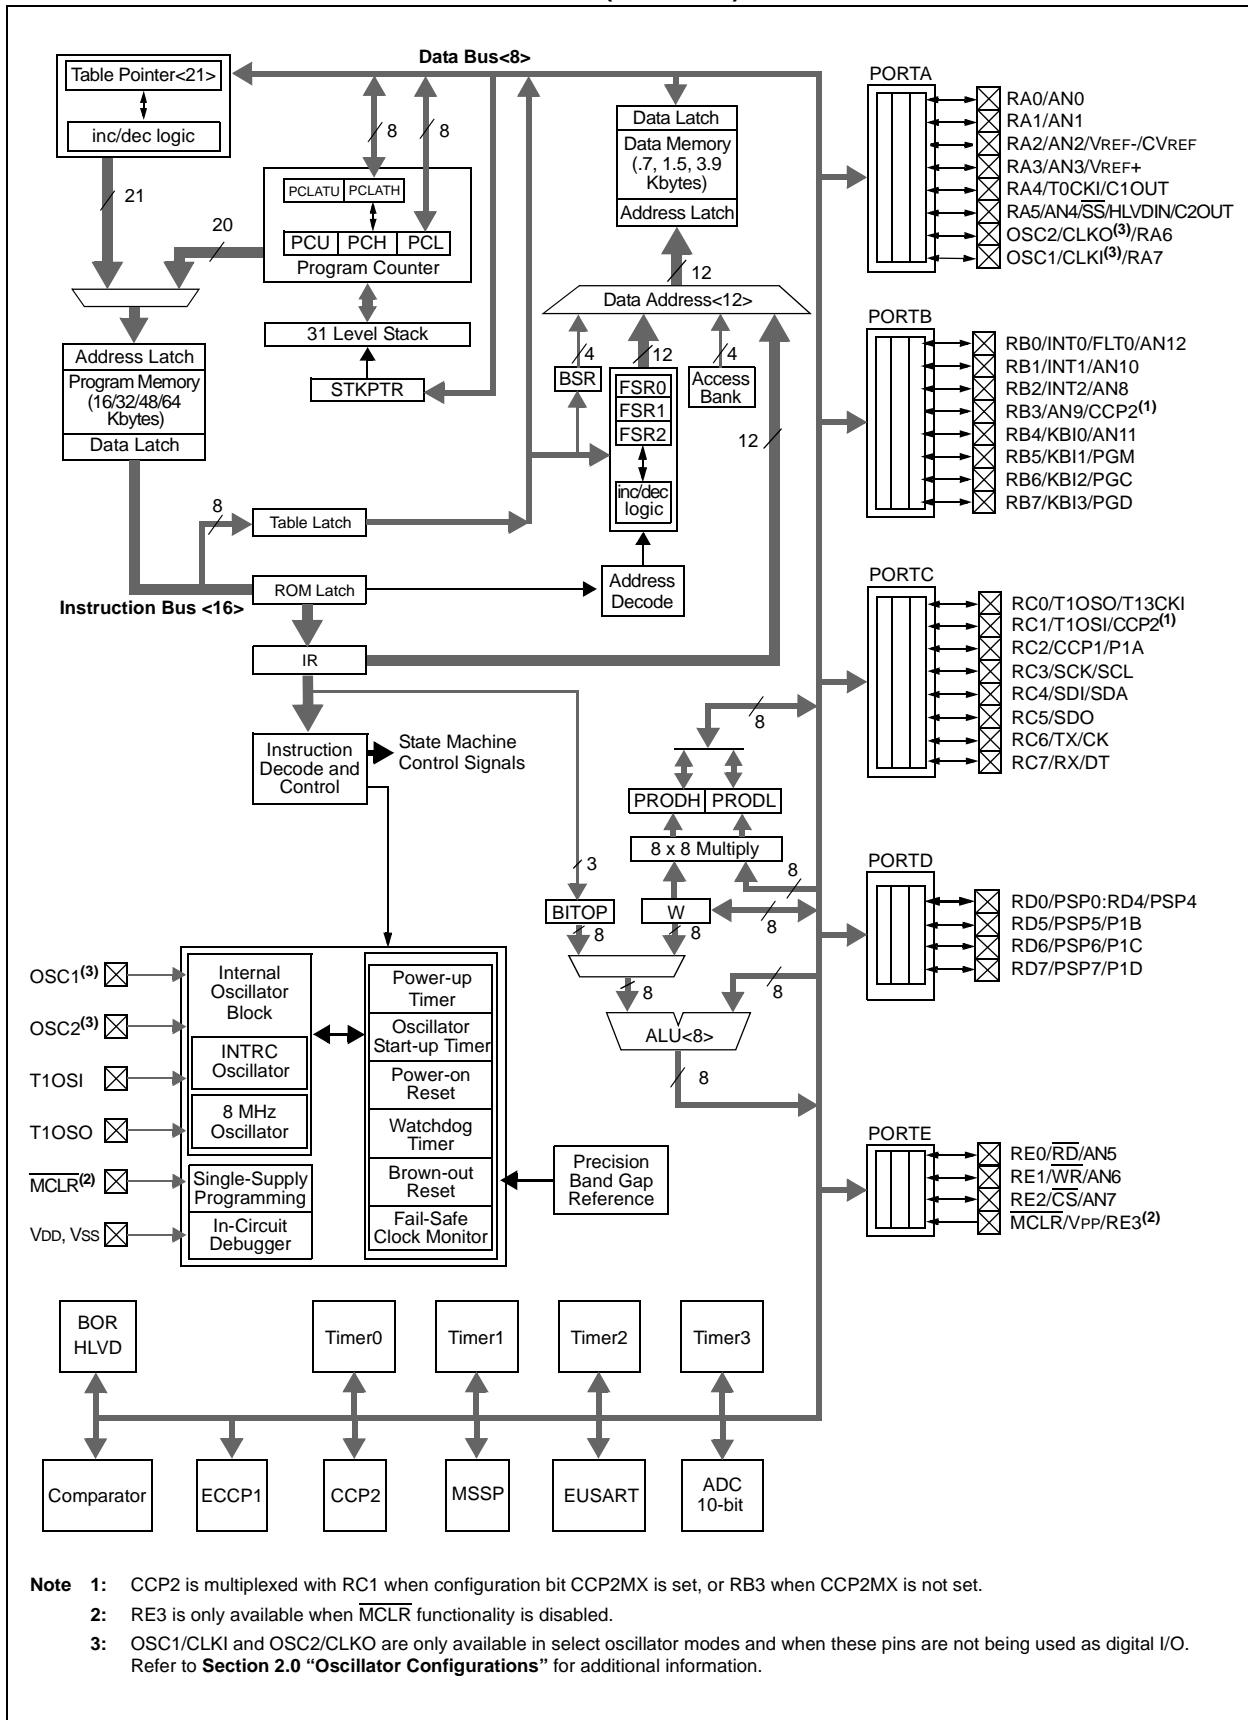 Data Bus<8>
Table Pointer<21>
inc/dec logic
21
20
8
8
PCLATU PCLATH
PCU PCH PCL
Program Counter
31 Level Stack
STKPTR
Address Latch
Program Memory
(16/32/48/64
Kbytes)
Data Latch
8
Table Latch
ROM Latch
Instruction Bus <16>
IR
Data Latch
Data Memory
(.7, 1.5, 3.9
Kbytes)
Address Latch
12
Data Address<12>
4
12
4
BSR
FSR0
FSR1
FSR2
Access
Bank
12
inc/dec
logic
Address
Decode
Instruction
Decode and
Control
State Machine
Control Signals
8
PRODH PRODL
8 x 8 Multiply
3
8
BITOP
W
8
8
8
8
8
ALU<8>
8
OSC1(3)
OSC2(3)
T1OSI
T1OSO
MCLR(2)
VDD, VSS
Internal
Oscillator
Block
INTRC
Oscillator
8 MHz
Oscillator
Single-Supply
Programming
In-Circuit
Debugger
Power-up
Timer
Oscillator
Start-up Timer
Power-on
Reset
Watchdog
Timer
Brown-out
Reset
Fail-Safe
Clock Monitor
Precision
Band Gap
Reference
PORTA
RA0/AN0
RA1/AN1
RA2/AN2/VREF-/CVREF
RA3/AN3/VREF+
RA4/T0CKI/C1OUT
RA5/AN4/SS/HLVDIN/C2OUT
OSC2/CLKO(3)/RA6
OSC1/CLKI(3)/RA7
PORTB
RB0/INT0/FLT0/AN12
RB1/INT1/AN10
RB2/INT2/AN8
RB3/AN9/CCP2(1)
RB4/KBI0/AN11
RB5/KBI1/PGM
RB6/KBI2/PGC
RB7/KBI3/PGD
PORTC
RC0/T1OSO/T13CKI
RC1/T1OSI/CCP2(1)
RC2/CCP1/P1A
RC3/SCK/SCL
RC4/SDI/SDA
RC5/SDO
RC6/TX/CK
RC7/RX/DT
PORTD
RD0/PSP0:RD4/PSP4
RD5/PSP5/P1B
RD6/PSP6/P1C
RD7/PSP7/P1D
PORTE
RE0/RD/AN5
RE1/WR/AN6
RE2/CS/AN7
MCLR/VPP/RE3(2)
BOR
HLVD
Timer0
Timer1
Timer2
Timer3
Comparator
ECCP1
CCP2
MSSP
EUSART
ADC
10-bit
Note 1: CCP2 is multiplexed with RC1 when configuration bit CCP2MX is set, or RB3 when CCP2MX is not set.
2: RE3 is only available when MCLR functionality is disabled.
3: OSC1/CLKI and OSC2/CLKO are only available in select oscillator modes and when these pins are not being used as digital I/O.
Refer to Section 2.0 “Oscillator Configurations” for additional information.